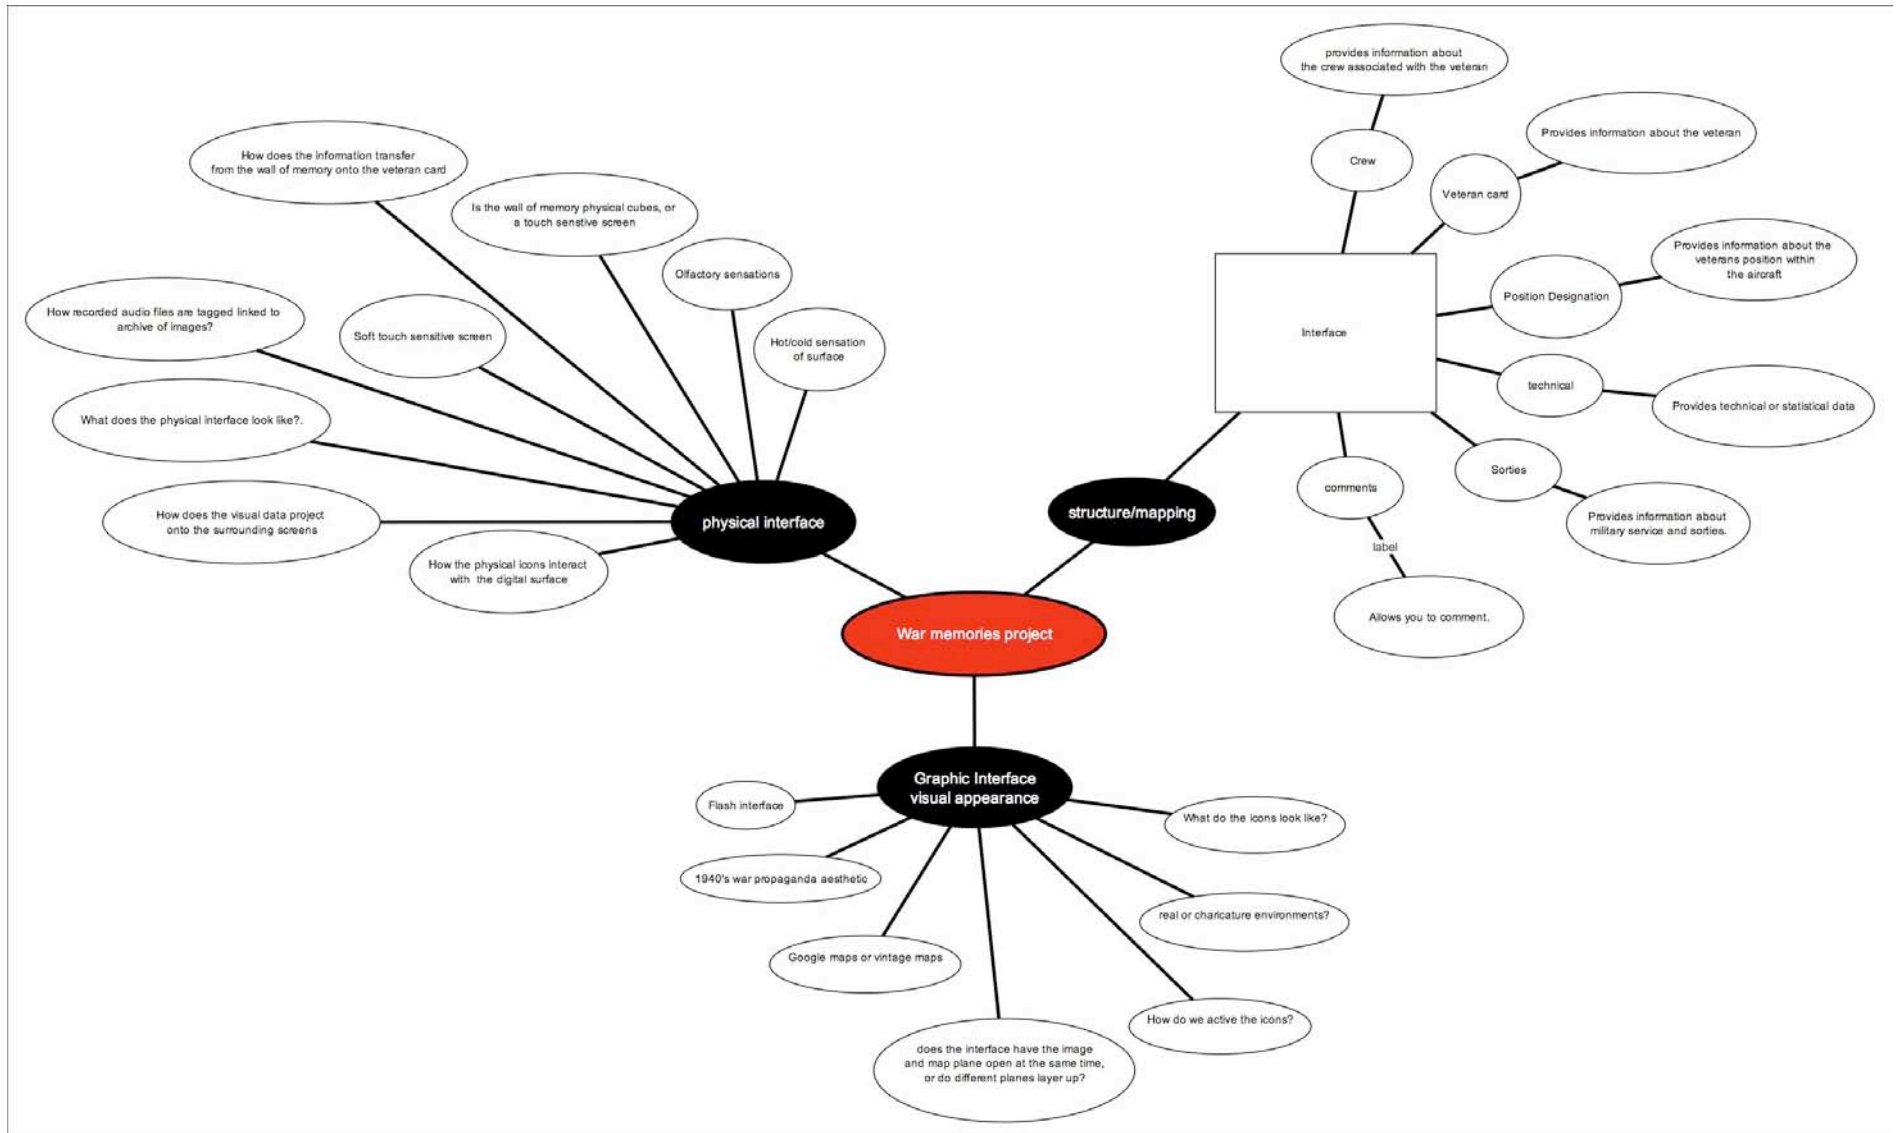 provides information about
the crew associated with the veteran
Crew
Provides information about the veteran
Veteran card
Provides information about the
veterans position within
the aircraft
Position Designation
Interface
technical
Provides technical or statistical data
Sorties
Provides information about
military service and sorties.
comments
label
Allows you to comment.
structure/mapping
How does the information transfer
from the wall of memory onto the veteran card
Is the wall of memory physical cubes, or
a touch senstive screen
Olfactory sensations
Hot/cold sensation
of surface
How recorded audio files are tagged linked to
archive of images?
Soft touch sensitive screen
What does the physical interface look like?.
How does the visual data project
onto the surrounding screens
How the physical icons interact
with the digital surface
physical interface
War memories project
Graphic Interface
visual appearance
Flash interface
1940's war propaganda aesthetic
Google maps or vintage maps
does the interface have the image
and map plane open at the same time,
or do different planes layer up?
How do we active the icons?
real or charicature environments?
What do the icons look like?